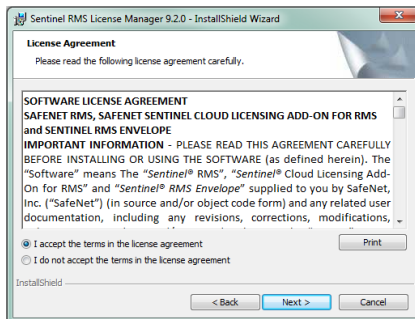 Sentinel RMS License Manager 9.2.0 - InstallShield Wizard
License Agreement
Please read the following license agreement carefully.
SOFTWARE LICENSE AGREEMENT
SAFENET RMS, SAFENET SENTINEL CLOUD LICENSING ADD-ON FOR RMS
and SENTINEL RMS ENVELOPE
IMPORTANT INFORMATION - PLEASE READ THIS AGREEMENT CAREFULLY
BEFORE INSTALLING OR USING THE SOFTWARE (as defined herein). The
“Software” means The “Sentinel® RMS”, “Sentinel® Cloud Licensing Add-
On for RMS” and “Sentinel® RMS Envelope” supplied to you by SafeNet,
Inc. (“SafeNet”) (in source and/or object code form) and any related user
documentation, including any revisions, corrections, modifications,
I accept the terms in the license agreement
Print
I do not accept the terms in the license agreement
InstallShield
< Back
Next >
Cancel